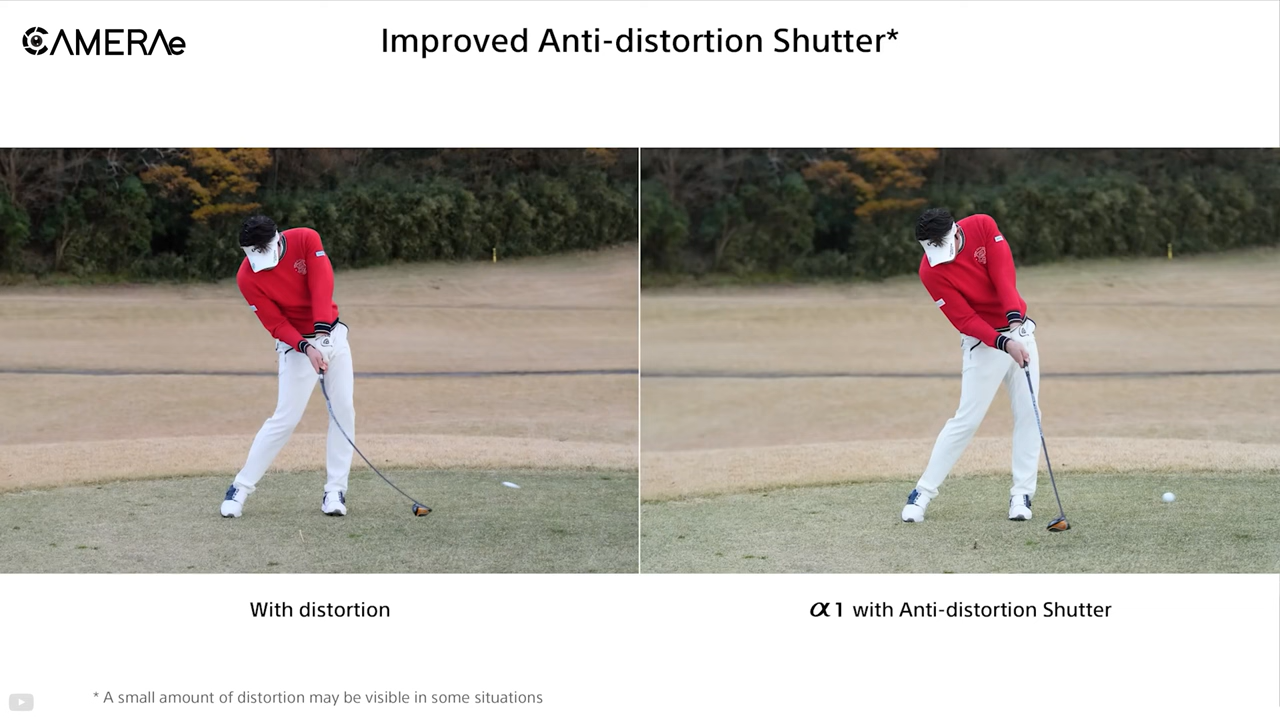 CAMERAe
Improved Anti-distortion Shutter*
With distortion
α1 with Anti-distortion Shutter
* A small amount of distortion may be visible in some situations